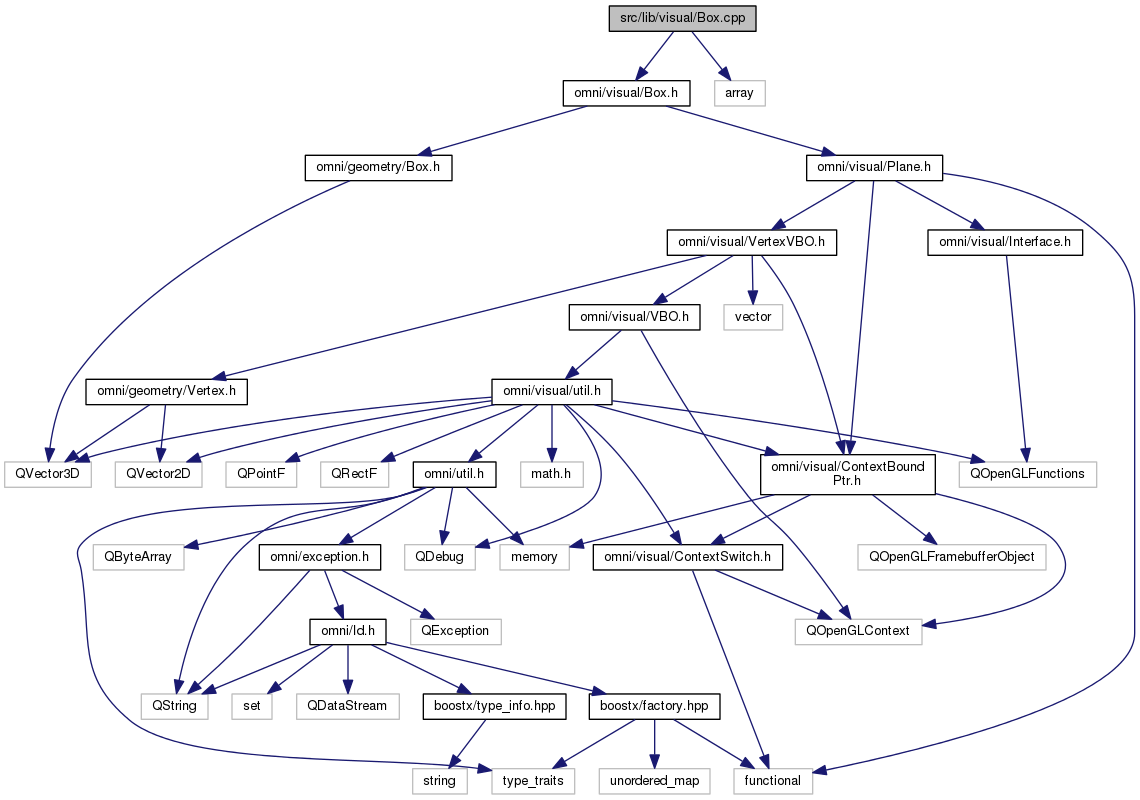 src/lib/visual/Box.cpp
omni/visual/Box.h
array
omni/geometry/Box.h
omni/visual/Plane.h
omni/visual/VertexVBO.h
omni/visual/Interface.h
omni/visual/VBO.h
vector
omni/geometry/Vertex.h
omni/visual/util.h
QVector3D
QVector2D
QPointF
QRectF
omni/util.h
math.h
omni/visual/ContextBound
Ptr.h
QOpenGLFunctions
QByteArray
omni/exception.h
QDebug
memory
omni/visual/ContextSwitch.h
QOpenGLFramebufferObject
omni/Id.h
QException
QOpenGLContext
QString
set
QDataStream
boostx/type_info.hpp
boostx/factory.hpp
string
type_traits
unordered_map
functional